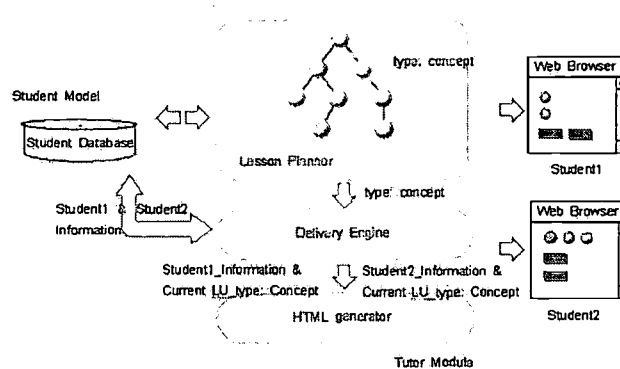 type: concept
Web Browser
Student Model
Student Database
Lesson Plannor
Student1
Student1 & Student2
Information
type: concept
Web Browser
Delivery Engine
Student1_Information &
Current LU_type: Concept
Student2_Information &
Current LU_type: Concept
HTML generator
Student2
Tutor Module